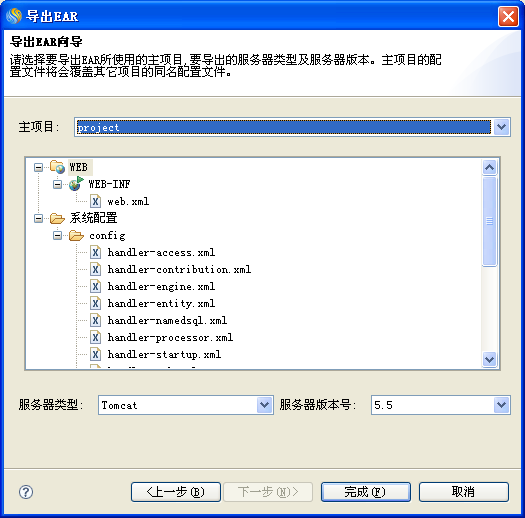 导出EAR
导出EAR向导
请选择要导出EAR所使用的主项目,要导出的服务器类型及服务器版本。主项目的配
置文件将会覆盖其它项目的同名配置文件。
主项目: project
WEB
WEB-INF
web.xml
系统配置
config
handler-access.xml
handler-contribution.xml
handler-engine.xml
handler-entity.xml
handler-namedsql.xml
handler-processor.xml
handler-startup.xml
服务器类型: Tomcat 服务器版本号: 5.5
<上一步(B) 下一步(N)> 完成(F) 取消